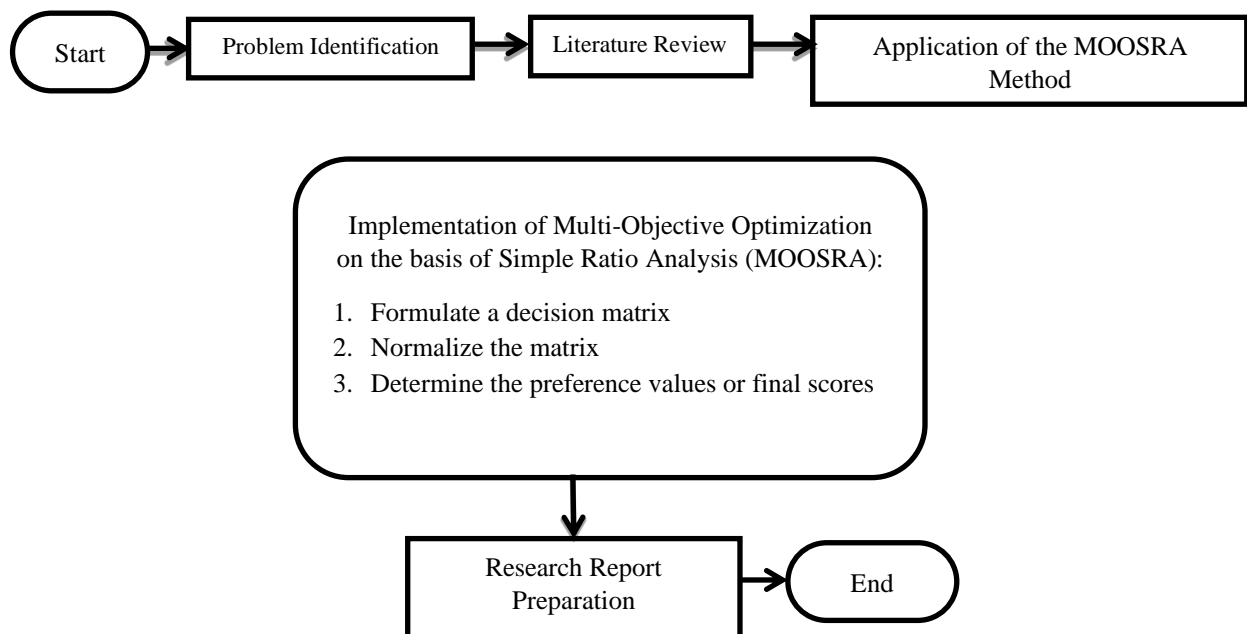 Start
Problem Identification
Literature Review
Application of the MOOSRA
Method
Implementation of Multi-Objective Optimization
on the basis of Simple Ratio Analysis (MOOSRA):
1. Formulate a decision matrix
2. Normalize the matrix
3. Determine the preference values or final scores
Research Report
Preparation
End